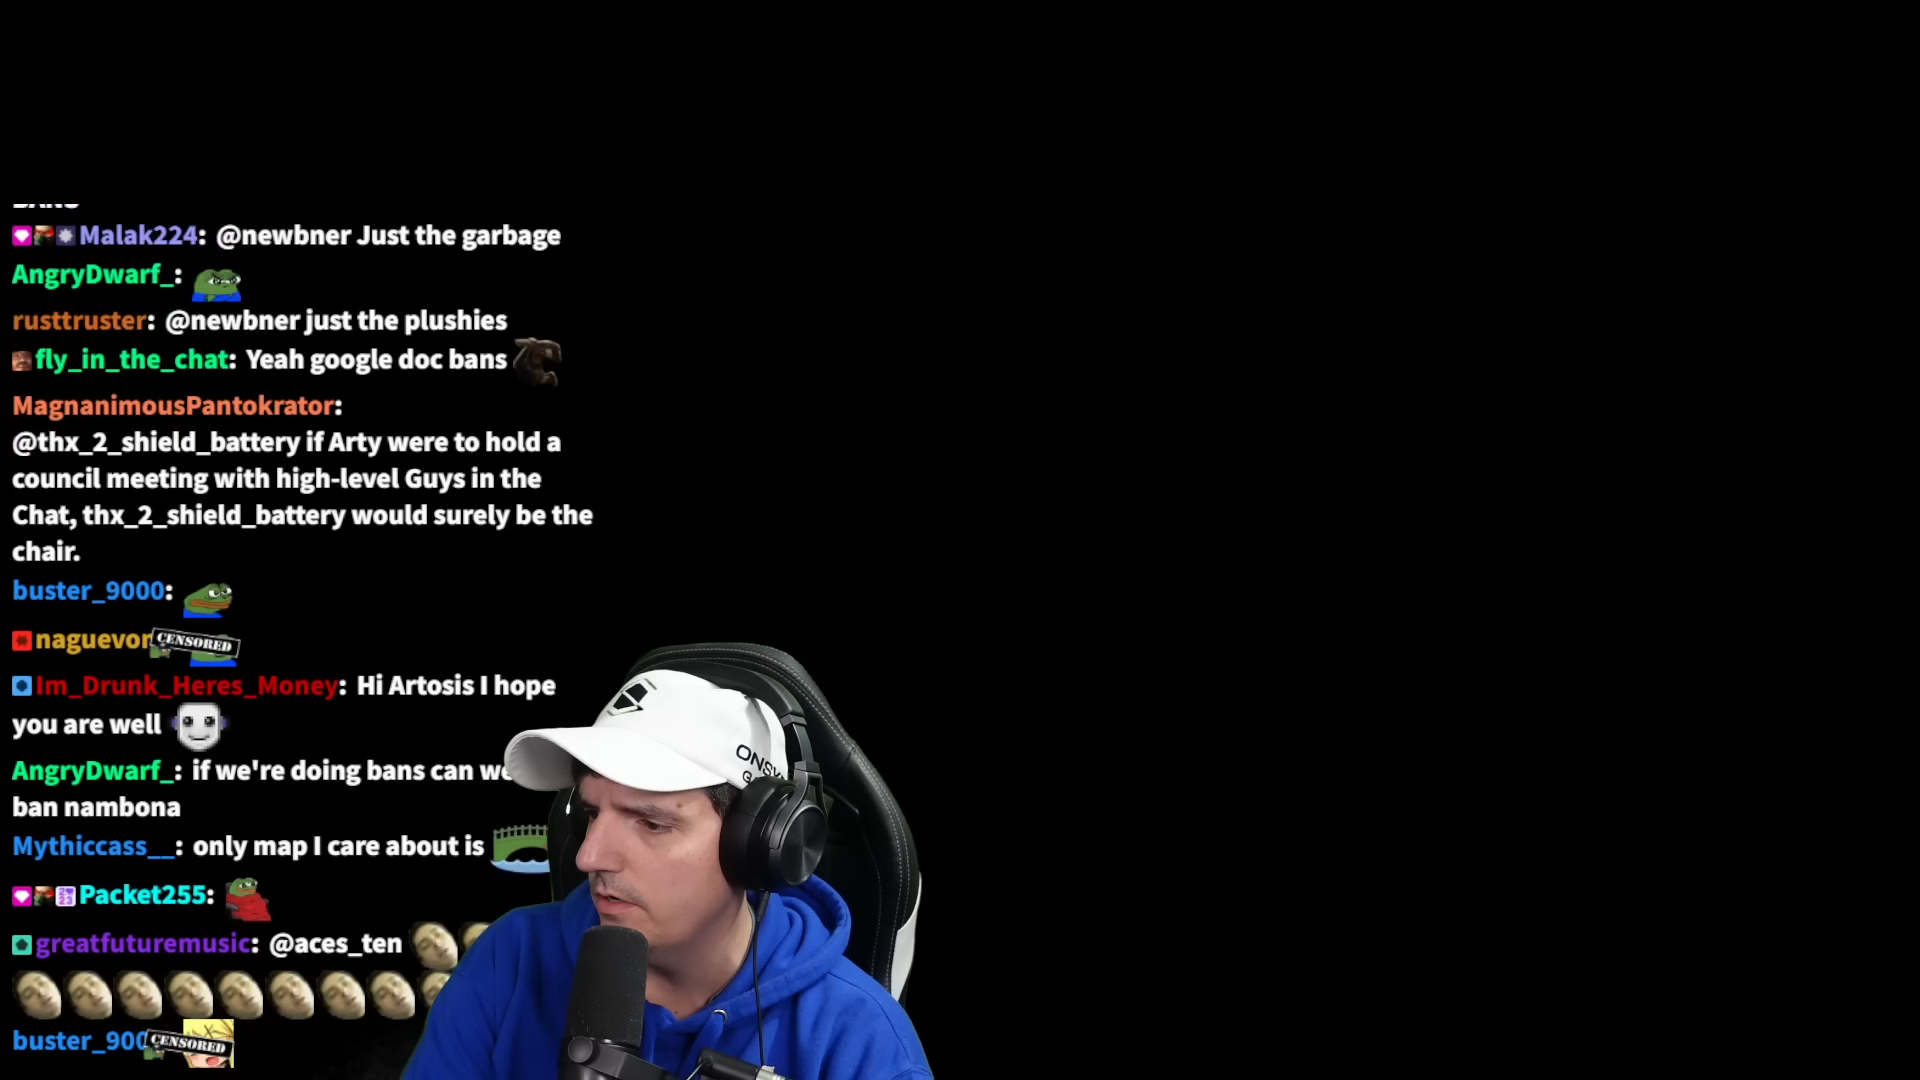 BANS
Malak224: @newbner Just the garbage
AngryDwarf_:
rusttruster: @newbner just the plushies
fly_in_the_chat: Yeah google doc bans
MagnanimousPantokrator:
@thx_2_shield_battery if Arty were to hold a
council meeting with high-level Guys in the
Chat, thx_2_shield_battery would surely be the
chair.
buster_9000:
naguevor CENSORED
Im_Drunk_Heres_Money: Hi Artosis I hope
you are well
AngryDwarf_: if we're doing bans can we
ban nambona
Mythiccass__: only map I care about is
Packet255:
greatfuturemusic: @aces_ten
buster_900 CENSORED